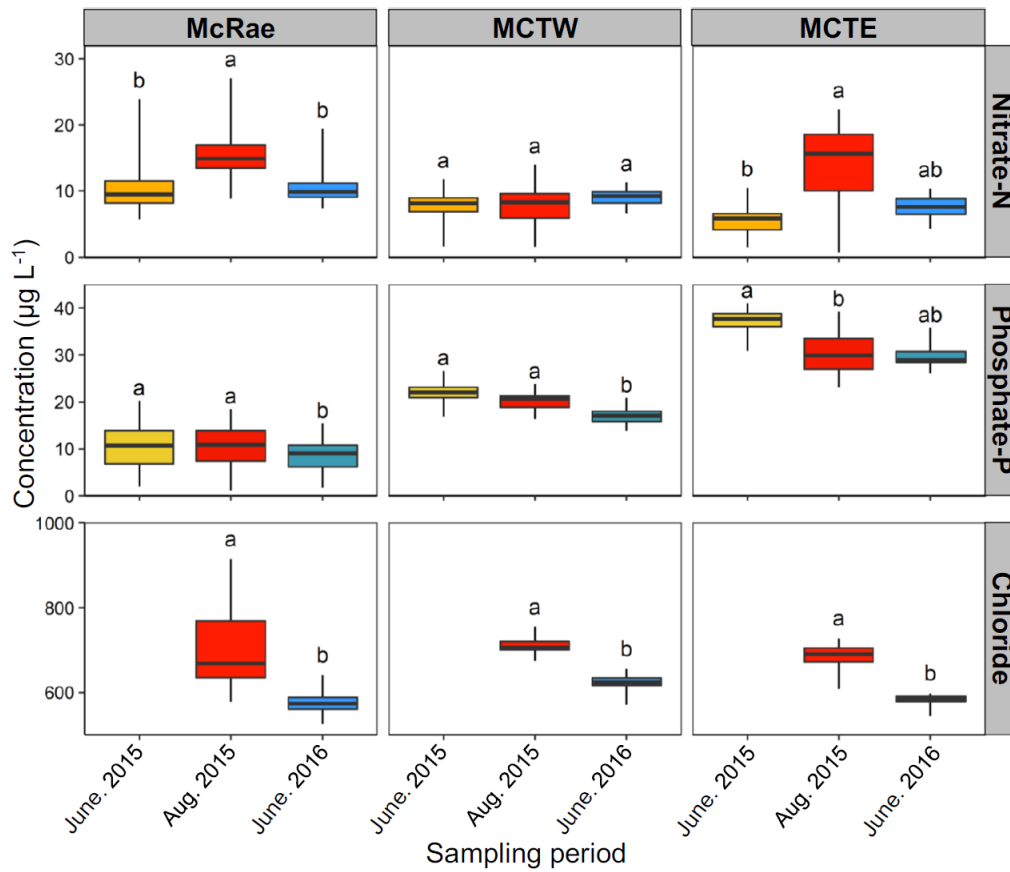 McRae MCTW MCTE
Concentration (µg L⁻¹)
30
20
10
0
b a b
a a a
b a ab
Nitrate-N
40
30
20
10
0
a a b
a a b
a b ab
Phosphate-P
1000
800
600
a b
a b
a b
Chloride
June. 2015 Aug. 2015 June. 2016
June. 2015 Aug. 2015 June. 2016
June. 2015 Aug. 2015 June. 2016
Sampling period